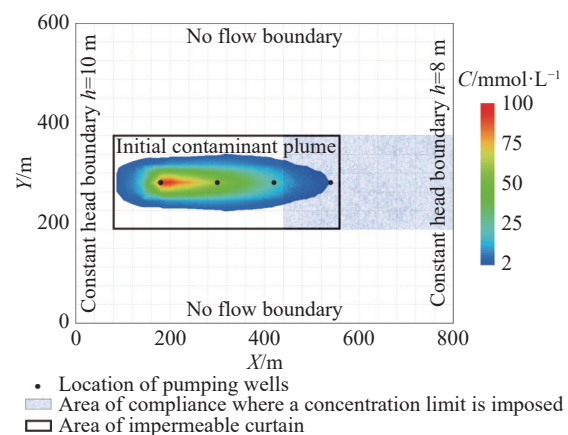 600
No flow boundary
Constant head boundary h=10 m
Constant head boundary h=8 m
C/mmol·L⁻¹
100
75
50
25
2
400
Initial contaminant plume
Y/m
200
No flow boundary
0
0 200 400 600 800
X/m
Location of pumping wells
Area of compliance where a concentration limit is imposed
Area of impermeable curtain